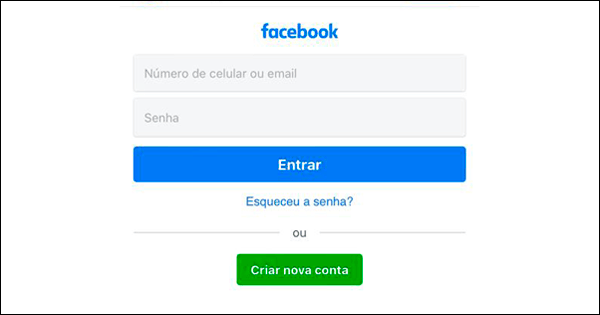 facebook
Número de celular ou email
Senha
Entrar
Esqueceu a senha?
ou
Criar nova conta